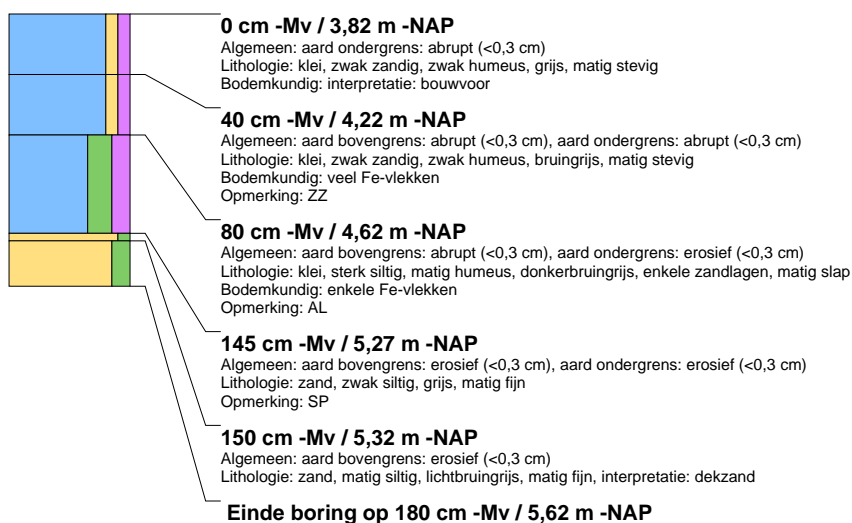 0 cm -Mv / 3,82 m -NAP
Algemeen: aard ondergrens: abrupt (<0,3 cm)
Lithologie: klei, zwak zandig, zwak humeus, grijs, matig stevig
Bodemkundig: interpretatie: bouwvoor
40 cm -Mv / 4,22 m -NAP
Algemeen: aard bovengrens: abrupt (<0,3 cm), aard ondergrens: abrupt (<0,3 cm)
Lithologie: klei, zwak zandig, zwak humeus, bruingrijs, matig stevig
Bodemkundig: veel Fe-vlekken
Opmerking: ZZ
80 cm -Mv / 4,62 m -NAP
Algemeen: aard bovengrens: abrupt (<0,3 cm), aard ondergrens: erosief (<0,3 cm)
Lithologie: klei, sterk siltig, matig humeus, donkerbruingrijs, enkele zandlagen, matig slap
Bodemkundig: enkele Fe-vlekken
Opmerking: AL
145 cm -Mv / 5,27 m -NAP
Algemeen: aard bovengrens: erosief (<0,3 cm), aard ondergrens: erosief (<0,3 cm)
Lithologie: zand, zwak siltig, grijs, matig fijn
Opmerking: SP
150 cm -Mv / 5,32 m -NAP
Algemeen: aard bovengrens: erosief (<0,3 cm)
Lithologie: zand, matig siltig, lichtbruingrijs, matig fijn, interpretatie: dekzand
Einde boring op 180 cm -Mv / 5,62 m -NAP